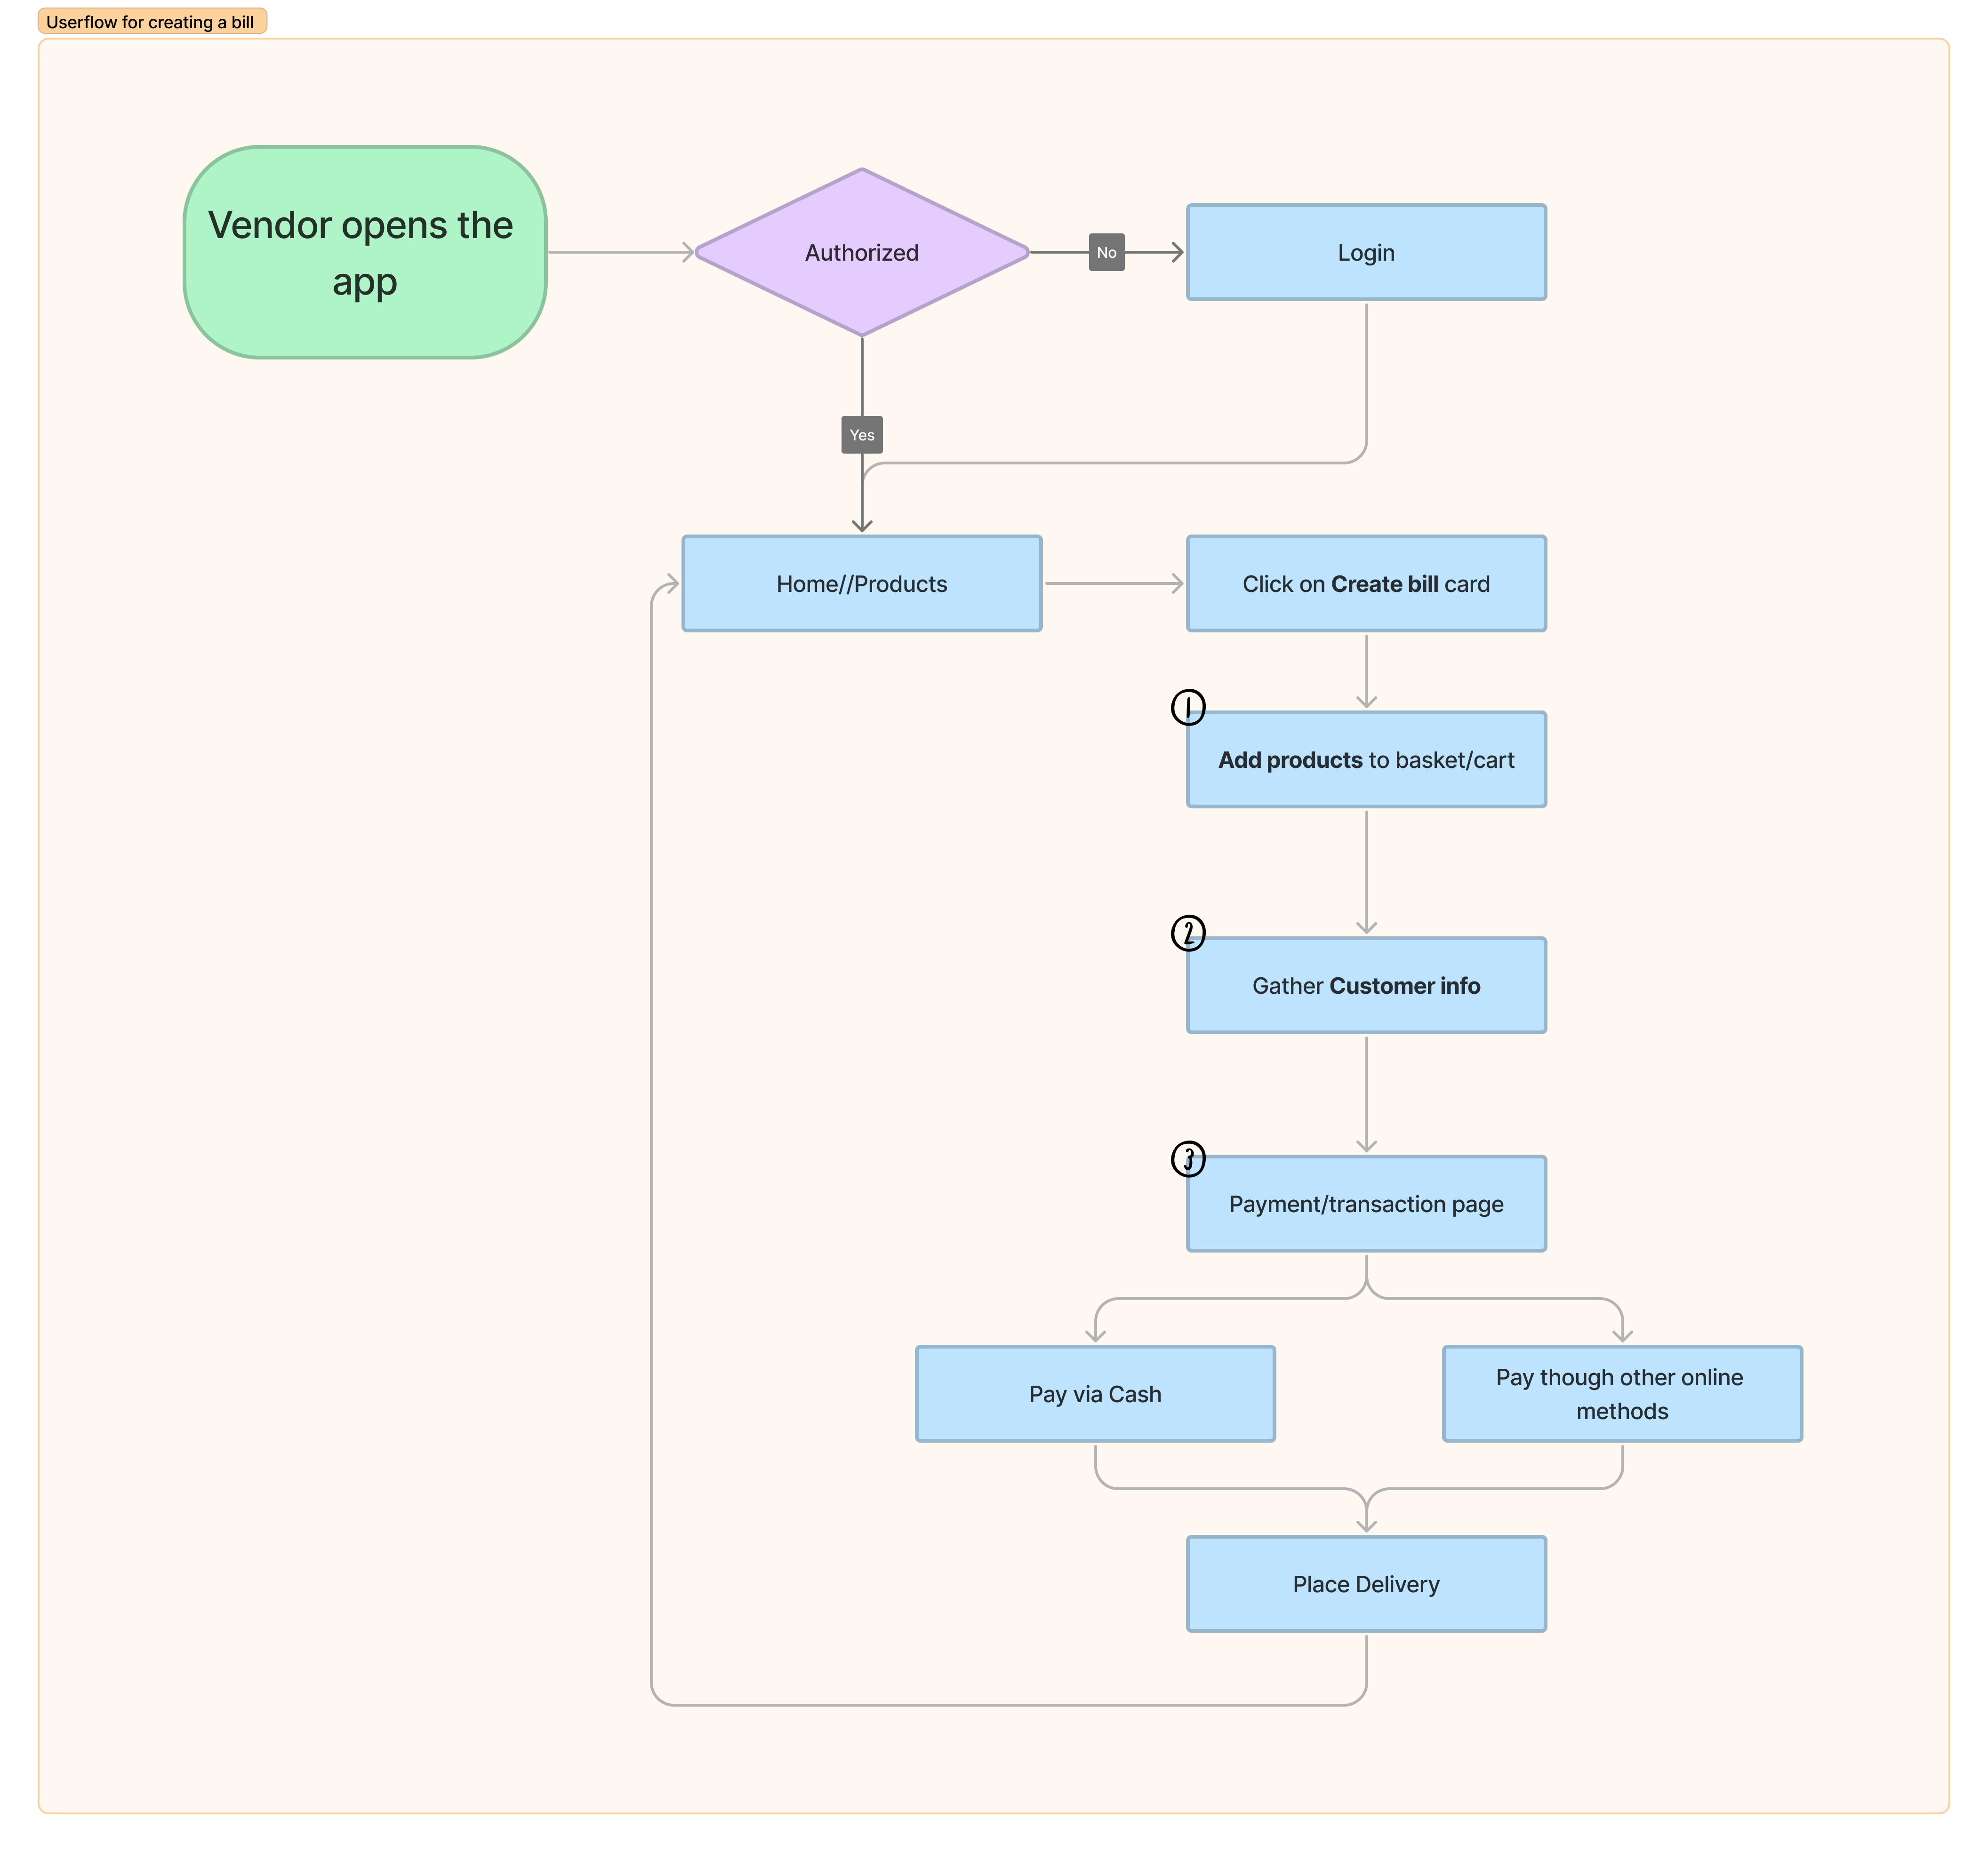 Userflow for creating a bill
Vendor opens the
app
Authorized
No
Login
Yes
Home//Products
Click on Create bill card
1
Add products to basket/cart
2
Gather Customer info
3
Payment/transaction page
Pay via Cash
Pay though other online
methods
Place Delivery